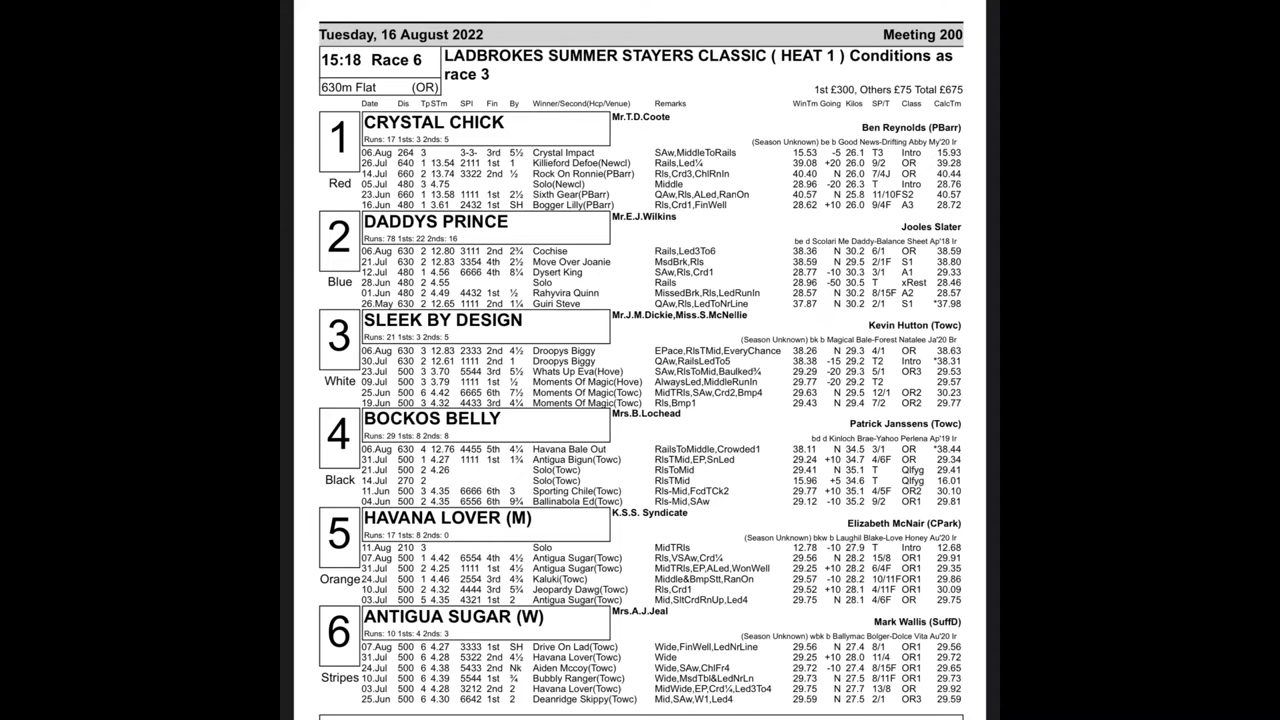 Tuesday, 16 August 2022 Meeting 200
15:18 Race 6 LADBROKES SUMMER STAYERS CLASSIC ( HEAT 1 ) Conditions as race 3
630m Flat (OR) 1st £300, Others £75 Total £675
Date Dis Tp STm SPI Fin By Winner/Second(Hcp/Venue) Remarks WinTm Going Kilos SP/T Class CalcTm
1 CRYSTAL CHICK Mr.T.D.Coote
Ben Reynolds (PBarr)
Runs: 17 1sts: 3 2nds: 5 (Season Unknown) be b Good News-Drifting Abby My'20 Ir
06.Aug 264 3 3-3- 3rd 5½ Crystal Impact SAw,MiddleToRails 15.53 -5 26.1 T3 Intro 15.93
26.Jul 640 1 13.54 2111 1st 1 Killieford Defoe(Newcl) Rails,Led¼ 39.08 +20 26.0 9/2 OR 39.28
14.Jul 660 2 13.74 3322 2nd ½ Rock On Ronnie(PBarr) Rls,Crd3,ChlRnIn 40.40 N 26.0 7/4J OR 40.44
Red 05.Jul 480 3 4.75 Solo(Newcl) Middle 28.96 -20 26.3 T Intro 28.76
23.Jun 660 1 13.58 1111 1st 2½ Sixth Gear(PBarr) QAw,Rls,ALed,RanOn 40.57 N 25.8 11/10F S2 40.57
16.Jun 480 1 3.61 2432 1st SH Bogger Lilly(PBarr) Rls,Crd1,FinWell 28.62 +10 26.0 9/4F A3 28.72
2 DADDYS PRINCE Mr.E.J.Wilkins
Jooles Slater
Runs: 78 1sts: 22 2nds: 16 be d Scolari Me Daddy-Balance Sheet Ap'18 Ir
06.Aug 630 2 12.80 3111 2nd 2¾ Cochise Rails,Led3To6 38.36 N 30.2 6/1 OR 38.59
21.Jul 630 2 12.83 3354 4th 2½ Move Over Joanie MsdBrk,Rls 38.59 N 29.5 2/1F S1 38.80
12.Jul 480 1 4.56 6666 4th 8¼ Dysert King SAw,Rls,Crd1 28.77 -10 30.3 3/1 A1 29.33
Blue 28.Jun 480 2 4.55 Solo Rails 28.96 -50 30.5 T xRest 28.46
01.Jun 480 2 4.49 4432 1st ½ Rahyvira Quinn MissedBrk,Rls,LedRunIn 28.57 N 30.2 8/15F A2 28.57
26.May 630 2 12.65 1111 2nd 1¼ Guiri Steve QAw,Rls,LedToNrLine 37.87 N 30.2 2/1 S1 *37.98
3 SLEEK BY DESIGN Mr.J.M.Dickie,Miss.S.McNellie
Kevin Hutton (Towc)
Runs: 21 1sts: 3 2nds: 5 (Season Unknown) bk b Magical Bale-Forest Natalee Ja'20 Br
06.Aug 630 3 12.83 2333 2nd 4½ Droopys Biggy EPace,RlsTMid,EveryChance 38.26 N 29.3 4/1 OR 38.63
30.Jul 630 2 12.61 1111 2nd 1 Droopys Biggy QAw,RailsLedTo5 38.38 -15 29.2 T2 Intro *38.31
23.Jul 500 3 3.70 5544 3rd 5½ Whats Up Eva(Hove) SAw,RlsToMid,Baulked¾ 29.29 -20 29.3 5/1 OR3 29.53
White 09.Jul 500 3 3.79 1111 1st ½ Moments Of Magic(Hove) AlwaysLed,MiddleRunIn 29.77 -20 29.2 T2 29.57
25.Jun 500 6 4.42 6665 6th 7½ Moments Of Magic(Towc) MidTRls,SAw,Crd2,Bmp4 29.63 N 29.5 12/1 OR2 30.23
19.Jun 500 4 4.32 4433 3rd 4¼ Moments Of Magic(Towc) Rls,Bmp1 29.43 N 29.4 7/2 OR2 29.77
4 BOCKOS BELLY Mrs.B.Lochead
Patrick Janssens (Towc)
Runs: 29 1sts: 8 2nds: 8 bd d Kinloch Brae-Yahoo Perlena Ap'19 Ir
06.Aug 630 4 12.76 4455 5th 4¼ Havana Bale Out RailsToMiddle,Crowded1 38.11 N 34.5 3/1 OR *38.44
31.Jul 500 1 4.27 1111 1st 1¾ Antigua Bigun(Towc) RlsTMid,EP,SnLed 29.24 +10 34.7 4/6F OR 29.34
21.Jul 500 2 4.26 Solo(Towc) RlsToMid 29.41 N 35.1 T Qlfyg 29.41
Black 14.Jul 270 2 Solo(Towc) RlsTMid 15.96 +5 34.6 T Qlfyg 16.01
11.Jun 500 3 4.35 6666 6th 3 Sporting Chile(Towc) Rls-Mid,FcdTCk2 29.77 +10 35.1 4/5F OR2 30.10
04.Jun 500 2 4.35 6556 6th 9¾ Ballinabola Ed(Towc) Rls-Mid,SAw 29.12 -10 35.2 9/2 OR1 29.81
5 HAVANA LOVER (M) K.S.S. Syndicate
Elizabeth McNair (CPark)
Runs: 17 1sts: 8 2nds: 0 (Season Unknown) bkw b Laughil Blake-Love Honey Au'20 Ir
11.Aug 210 3 Solo MidTRls 12.78 -10 27.9 T Intro 12.68
07.Aug 500 1 4.42 6554 4th 4½ Antigua Sugar(Towc) Rls,VSAw,Crd¼ 29.56 N 28.2 15/8 OR1 29.91
31.Jul 500 2 4.25 1111 1st 4½ Antigua Sugar(Towc) MidTRls,EP,ALed,WonWell 29.25 +10 28.2 6/4F OR1 29.35
Orange 24.Jul 500 1 4.46 2554 3rd 4¾ Kaluki(Towc) Middle&BmpStt,RanOn 29.57 -10 28.2 10/11F OR1 29.86
10.Jul 500 2 4.32 4444 3rd 5¾ Jeopardy Dawg(Towc) Rls,Crd1 29.52 +10 28.1 4/11F OR1 30.09
03.Jul 500 5 4.35 4321 1st 2 Antigua Sugar(Towc) Mid,SltCrdRnUp,Led4 29.75 N 28.1 4/6F OR 29.75
6 ANTIGUA SUGAR (W) Mrs.A.J.Jeal
Mark Wallis (SuffD)
Runs: 10 1sts: 4 2nds: 3 (Season Unknown) wbk b Ballymac Bolger-Dolce Vita Au'20 Ir
07.Aug 500 6 4.27 3333 1st SH Drive On Lad(Towc) Wide,FinWell,LedNrLine 29.56 N 27.4 8/1 OR1 29.56
31.Jul 500 6 4.28 5322 2nd 4½ Havana Lover(Towc) Wide 29.25 +10 28.0 11/4 OR1 29.72
24.Jul 500 6 4.38 5433 2nd Nk Aiden Mccoy(Towc) Wide,SAw,ChlFr4 29.72 -10 27.4 8/15F OR1 29.65
Stripes 10.Jul 500 6 4.39 5544 1st ¾ Bubbly Ranger(Towc) Wide,MsdTbl&LedNrLn 29.73 N 27.5 8/11F OR1 29.73
03.Jul 500 4 4.28 3212 2nd 2 Havana Lover(Towc) MidWide,EP,Crd¼,Led3To4 29.75 N 27.7 13/8 OR 29.92
25.Jun 500 6 4.30 6642 1st 2 Deanridge Skippy(Towc) Mid,SAw,W1,Led4 29.59 N 27.5 2/1 OR3 29.59